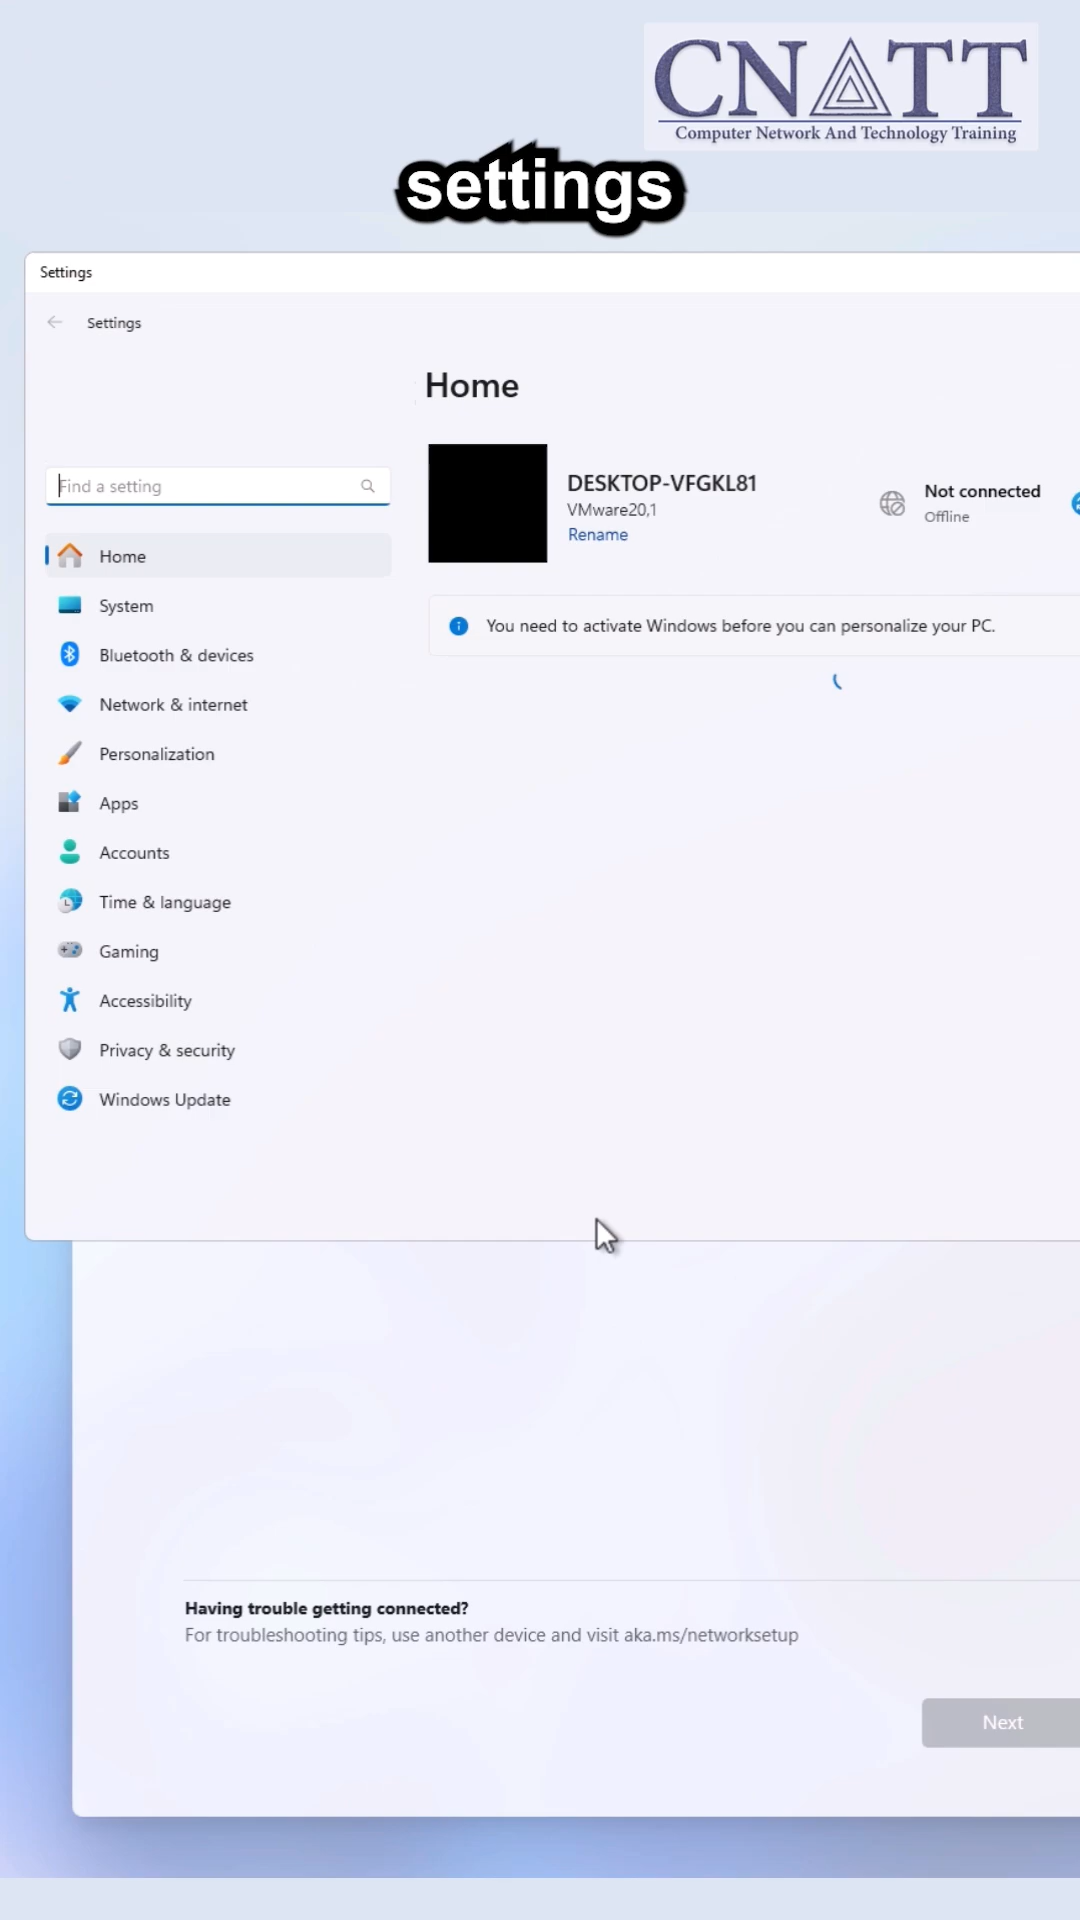 CNATT
Computer Network And Technology Training
settings
Settings
Settings
Home
Find a setting
DESKTOP-VFGKL81
VMware20,1
Rename
Not connected
Offline
Home
You need to activate Windows before you can personalize your PC.
System
Bluetooth & devices
Network & internet
Personalization
Apps
Accounts
Time & language
Gaming
Accessibility
Privacy & security
Windows Update
Having trouble getting connected?
For troubleshooting tips, use another device and visit aka.ms/networksetup
Next